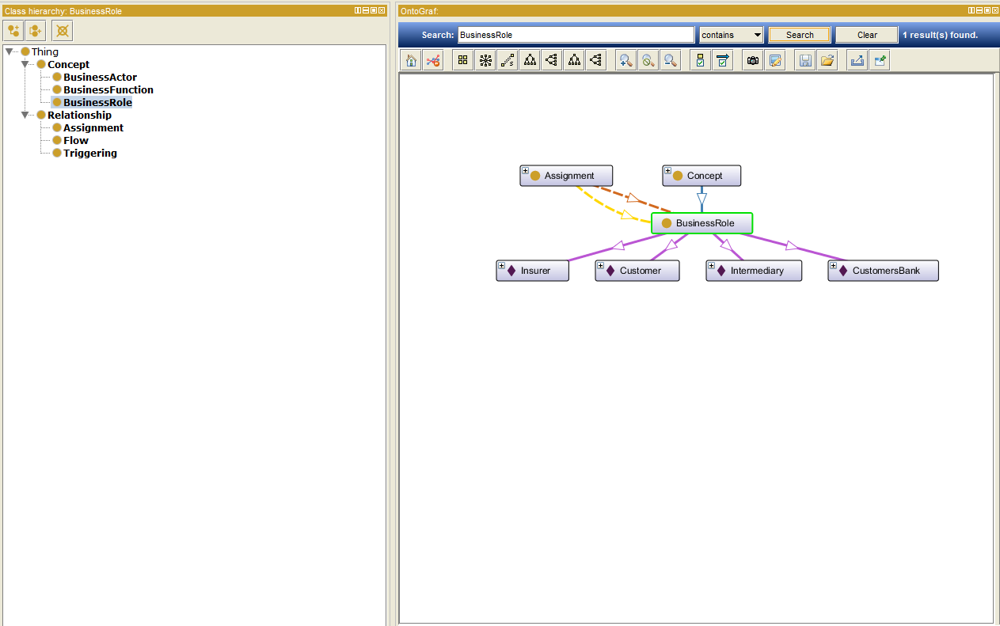 Class hierarchy: BusinessRole
Thing
Concept
BusinessActor
BusinessFunction
BusinessRole
Relationship
Assignment
Flow
Triggering
OntoGraf:
Search: BusinessRole contains Search Clear 1 result(s) found.
Assignment Concept
BusinessRole
Insurer Customer Intermediary CustomersBank